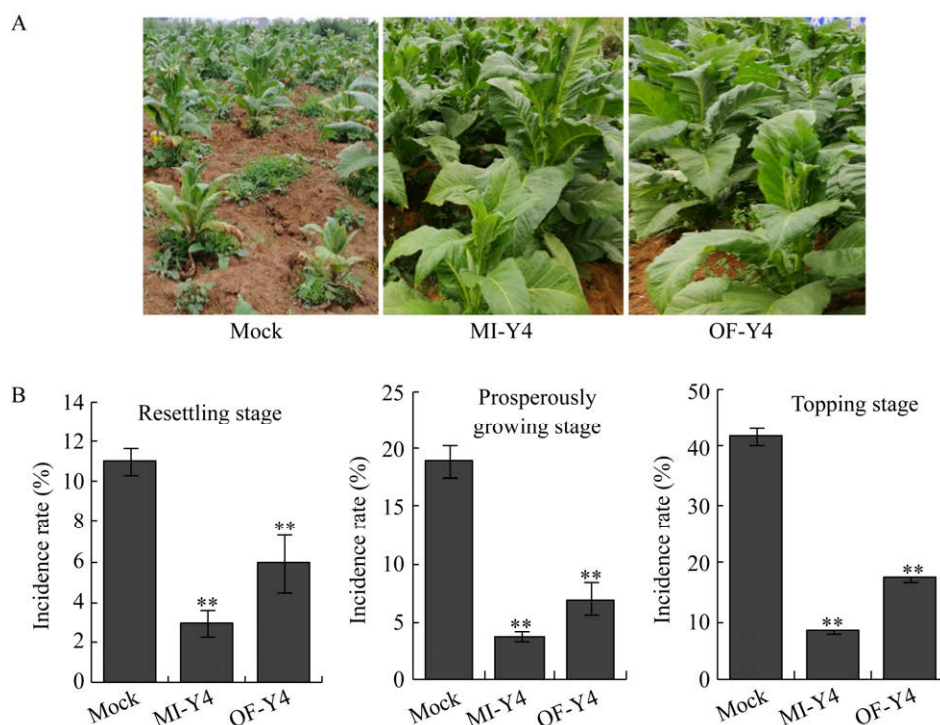 A
Mock
MI-Y4
OF-Y4
B
Resettling stage
Incidence rate (%)
14
12
10
8
6
4
2
0
**
**
Mock
MI-Y4
OF-Y4
Prosperously
growing stage
Incidence rate (%)
25
20
15
10
5
0
**
**
Mock
MI-Y4
OF-Y4
Topping stage
Incidence rate (%)
50
40
30
20
10
0
**
**
Mock
MI-Y4
OF-Y4